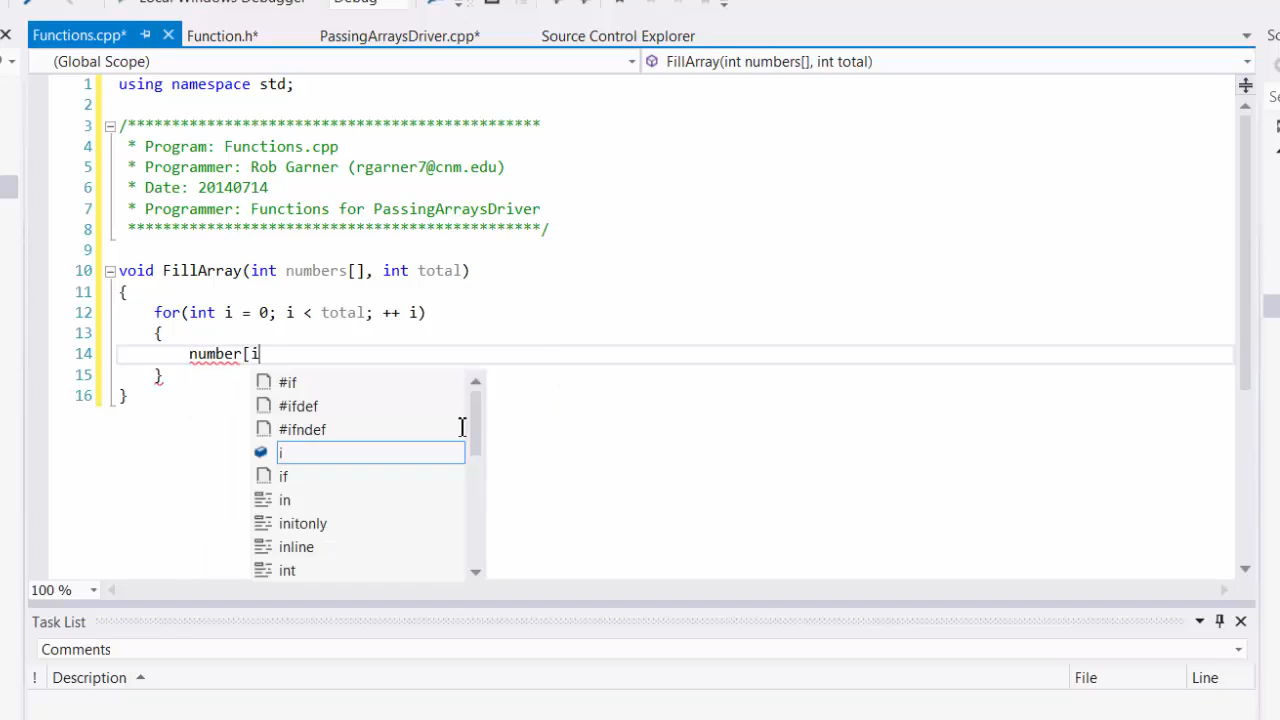 Local Windows Debugger Debug
Functions.cpp* Function.h* PassingArraysDriver.cpp* Source Control Explorer
(Global Scope) FillArray(int numbers[], int total)
1 using namespace std;
2
3 /***********************************************
4 * Program: Functions.cpp
5 * Programmer: Rob Garner (rgarner7@cnm.edu)
6 * Date: 20140714
7 * Programmer: Functions for PassingArraysDriver
8 ***********************************************/
9
10 void FillArray(int numbers[], int total)
11 {
12 for(int i = 0; i < total; ++ i)
13 {
14 number[i
15 }
16 }
#if
#ifdef
#ifndef
i
if
in
initonly
inline
int
100 %
Task List
Comments
! Description File Line